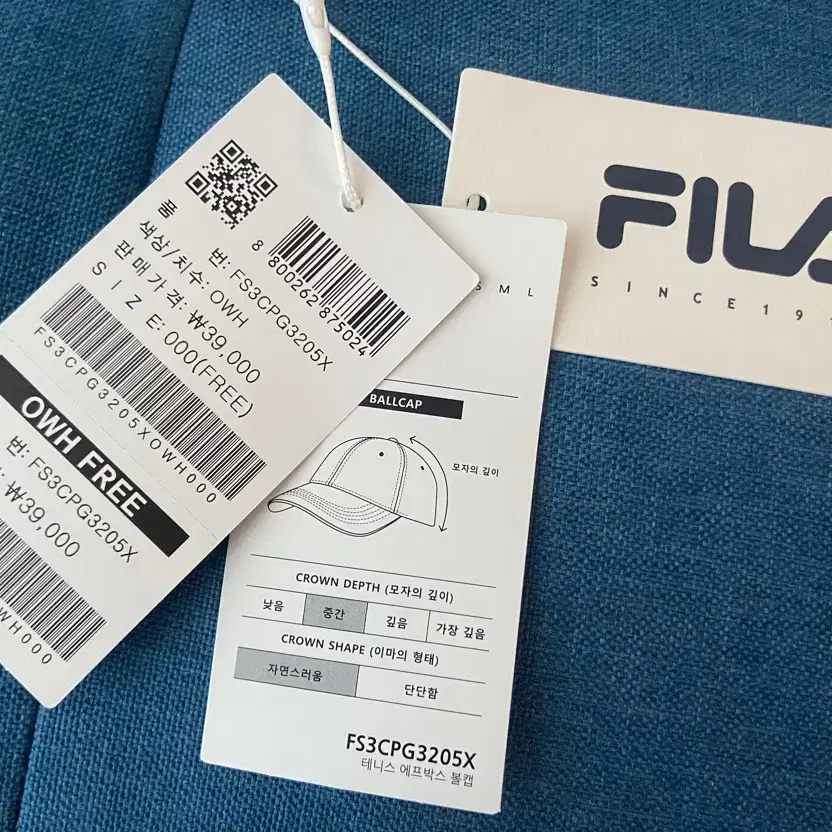 품 번: FS3CPG3205X
색상/치수: OWH
판매가격: ₩39,000
SIZE: 000(FREE)
8 800262 875024
FS3CPG3205XOWH000
OWH FREE
번: FS3CPG3205X
₩39,000
WH000
S M L
BALLCAP
모자의 깊이
CROWN DEPTH (모자의 깊이)
낮음 중간 깊음 가장 깊음
CROWN SHAPE (이마의 형태)
자연스러움 단단함
FS3CPG3205X
테니스 에프박스 볼캡
FILA
SINCE 19